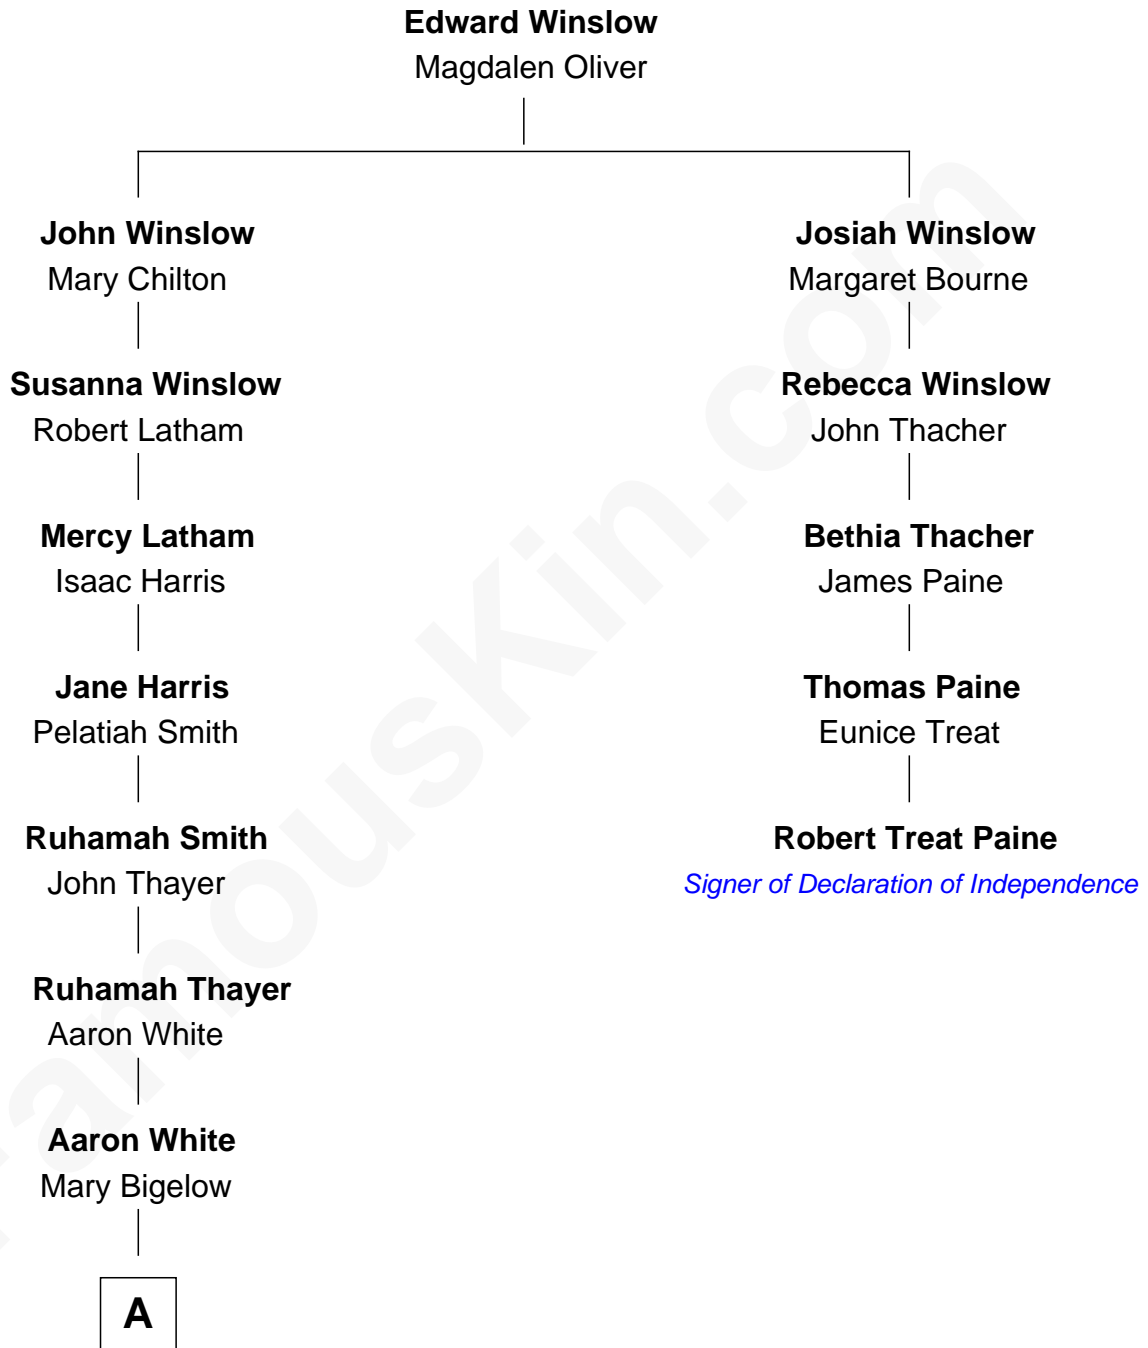 Edward Winslow
Magdalen Oliver
John Winslow
Mary Chilton
Josiah Winslow
Margaret Bourne
Susanna Winslow
Robert Latham
Rebecca Winslow
John Thacher
Mercy Latham
Isaac Harris
Bethia Thacher
James Paine
Jane Harris
Pelatiah Smith
Thomas Paine
Eunice Treat
Ruhamah Smith
John Thayer
Robert Treat Paine
Signer of Declaration of Independence
Ruhamah Thayer
Aaron White
Aaron White
Mary Bigelow
A
FamousKin.com